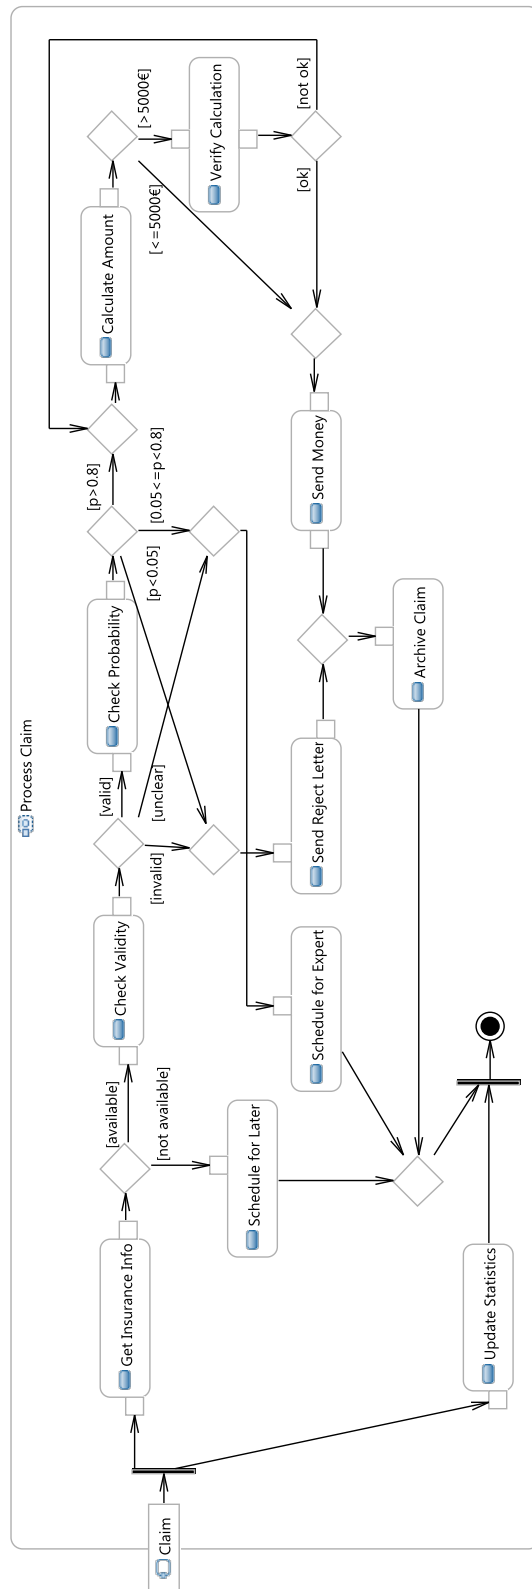 Process Claim
Claim
Get Insurance Info
[available]
[not available]
Schedule for Later
Check Validity
[valid]
[invalid]
[unclear]
Check Probability
[p>0.8]
[p<0.05]
[0.05<=p<0.8]
Calculate Amount
[>5000€]
[<=5000€]
Verify Calculation
[not ok]
[ok]
Send Money
Send Reject Letter
Schedule for Expert
Archive Claim
Update Statistics